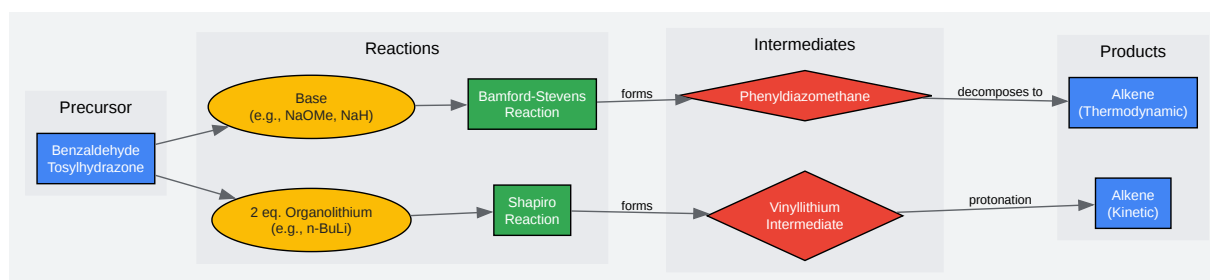 Precursor
Benzaldehyde
Tosylhydrazone
Reactions
Base
(e.g., NaOMe, NaH)
Bamford-Stevens
Reaction
2 eq. Organolithium
(e.g., n-BuLi)
Shapiro
Reaction
forms
forms
Intermediates
Phenyldiazomethane
Vinyllithium
Intermediate
decomposes to
protonation
Products
Alkene
(Thermodynamic)
Alkene
(Kinetic)